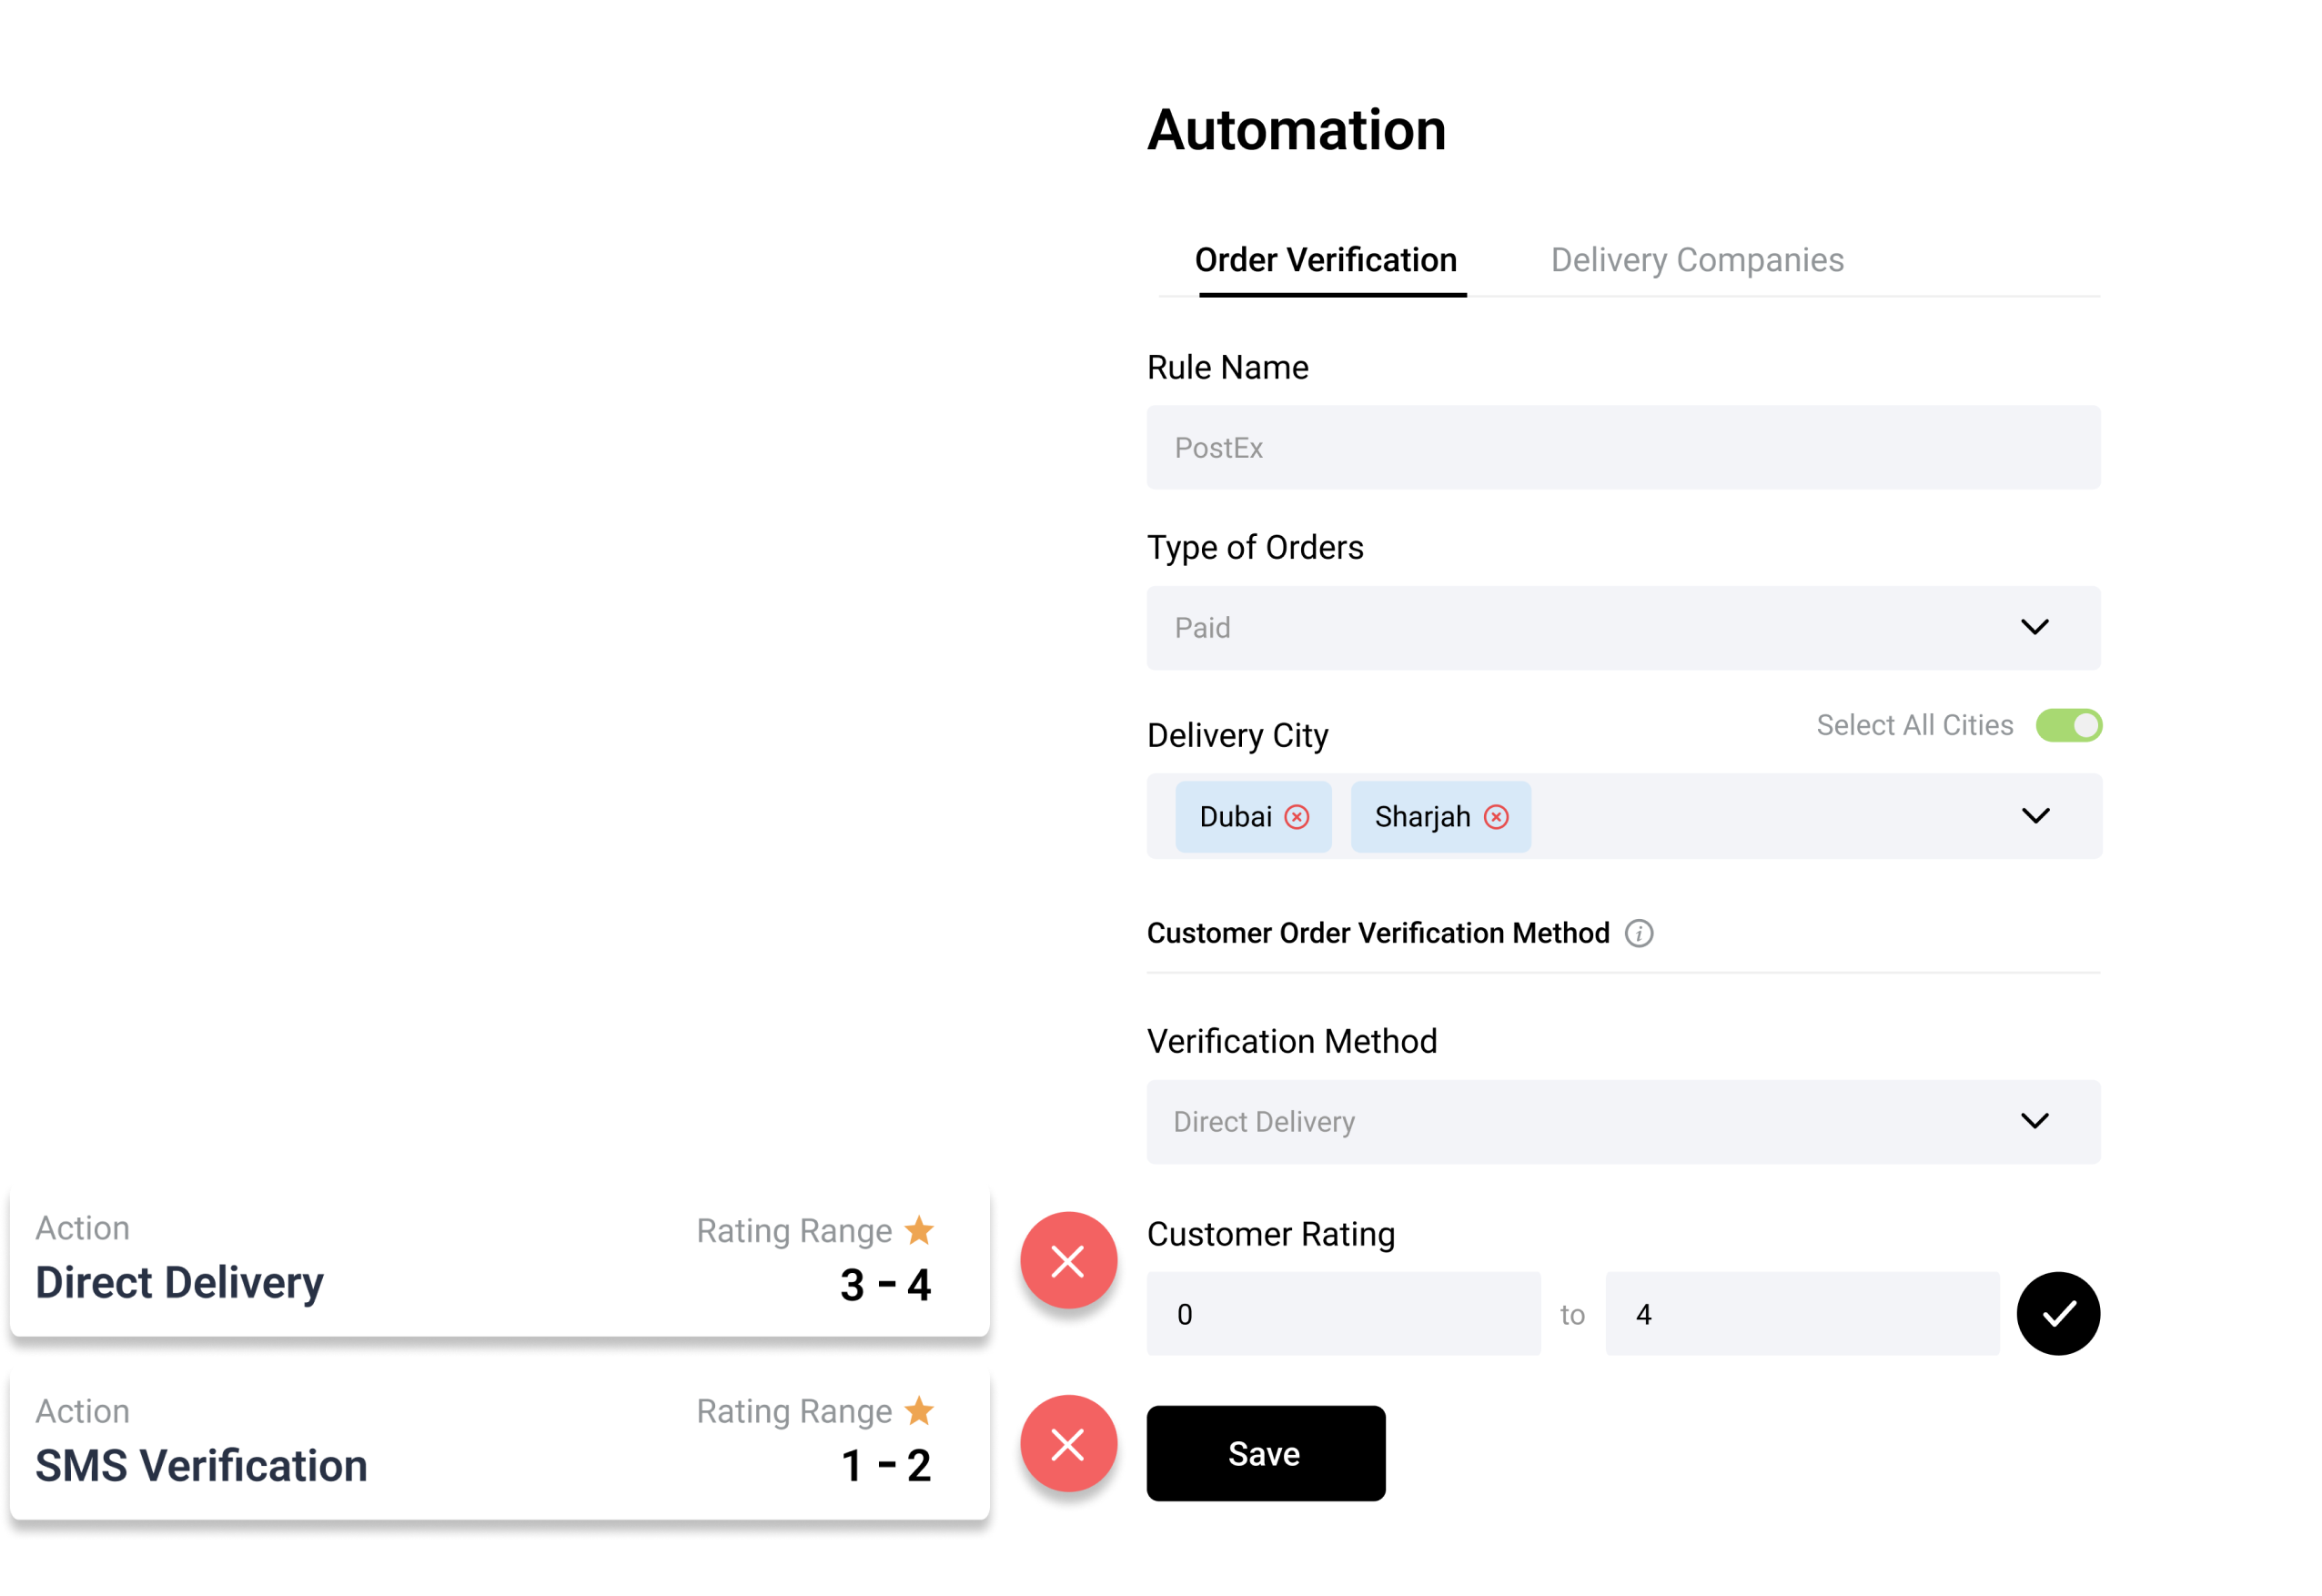 Automation
Order Verification
Delivery Companies
Rule Name
PostEx
Type of Orders
Paid
Delivery City
Select All Cities
Dubai
Sharjah
Customer Order Verification Method
Verification Method
Direct Delivery
Customer Rating
0
to
4
Save
Action
Rating Range
Direct Delivery
3 - 4
Action
Rating Range
SMS Verification
1 - 2